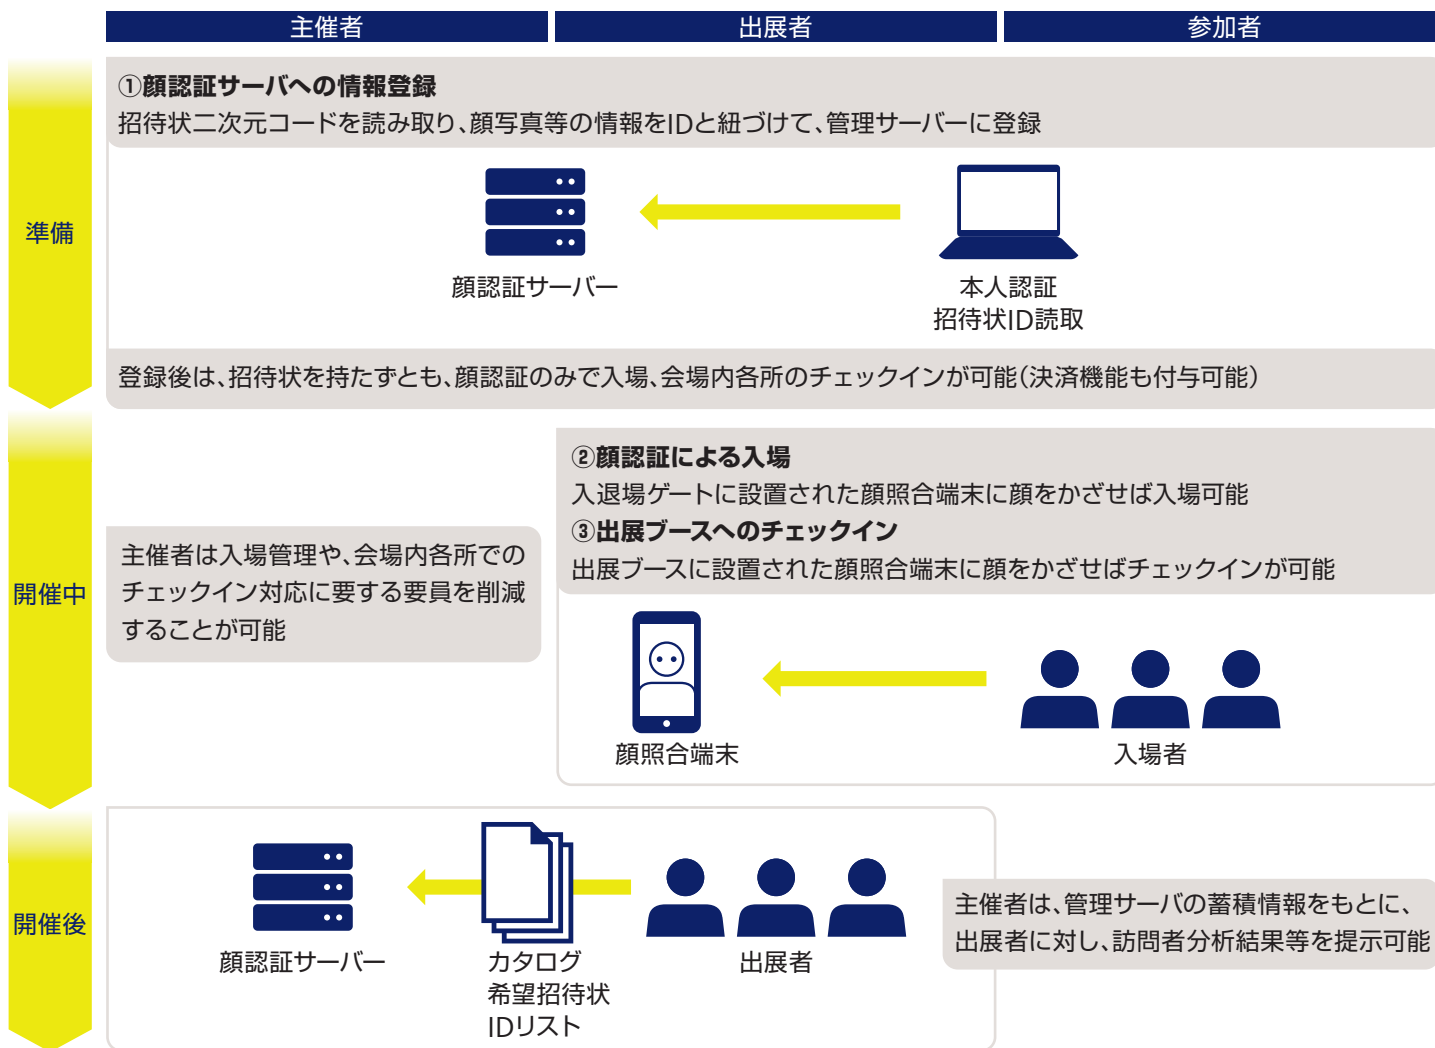 主催者
出展者
参加者
準備
①顔認証サーバへの情報登録
招待状二次元コードを読み取り、顔写真等の情報をIDと紐づけて、管理サーバーに登録
顔認証サーバー
本人認証
招待状ID読取
登録後は、招待状を持たずとも、顔認証のみで入場、会場内各所のチェックインが可能(決済機能も付与可能)
開催中
主催者は入場管理や、会場内各所での
チェックイン対応に要する要員を削減
することが可能
②顔認証による入場
入退場ゲートに設置された顔照合端末に顔をかざせば入場可能
③出展ブースへのチェックイン
出展ブースに設置された顔照合端末に顔をかざせばチェックインが可能
顔照合端末
入場者
開催後
顔認証サーバー
カタログ
希望招待状
IDリスト
出展者
主催者は、管理サーバの蓄積情報をもとに、
出展者に対し、訪問者分析結果等を提示可能